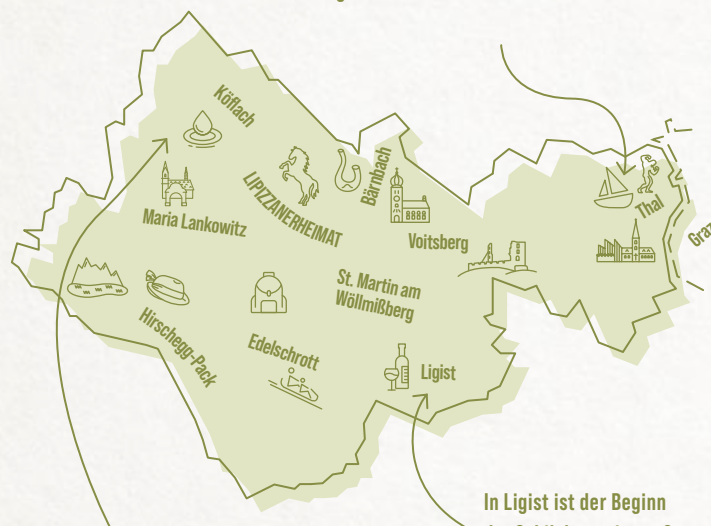 Köflach
Bärnbach
LIPIZZANERHEIMAT
Maria Lankowitz
Voitsberg
Thal
St. Martin am
Wöllmißberg
Hirschegg-Pack
Edelschrott
Ligist
In Ligist ist der Beginn